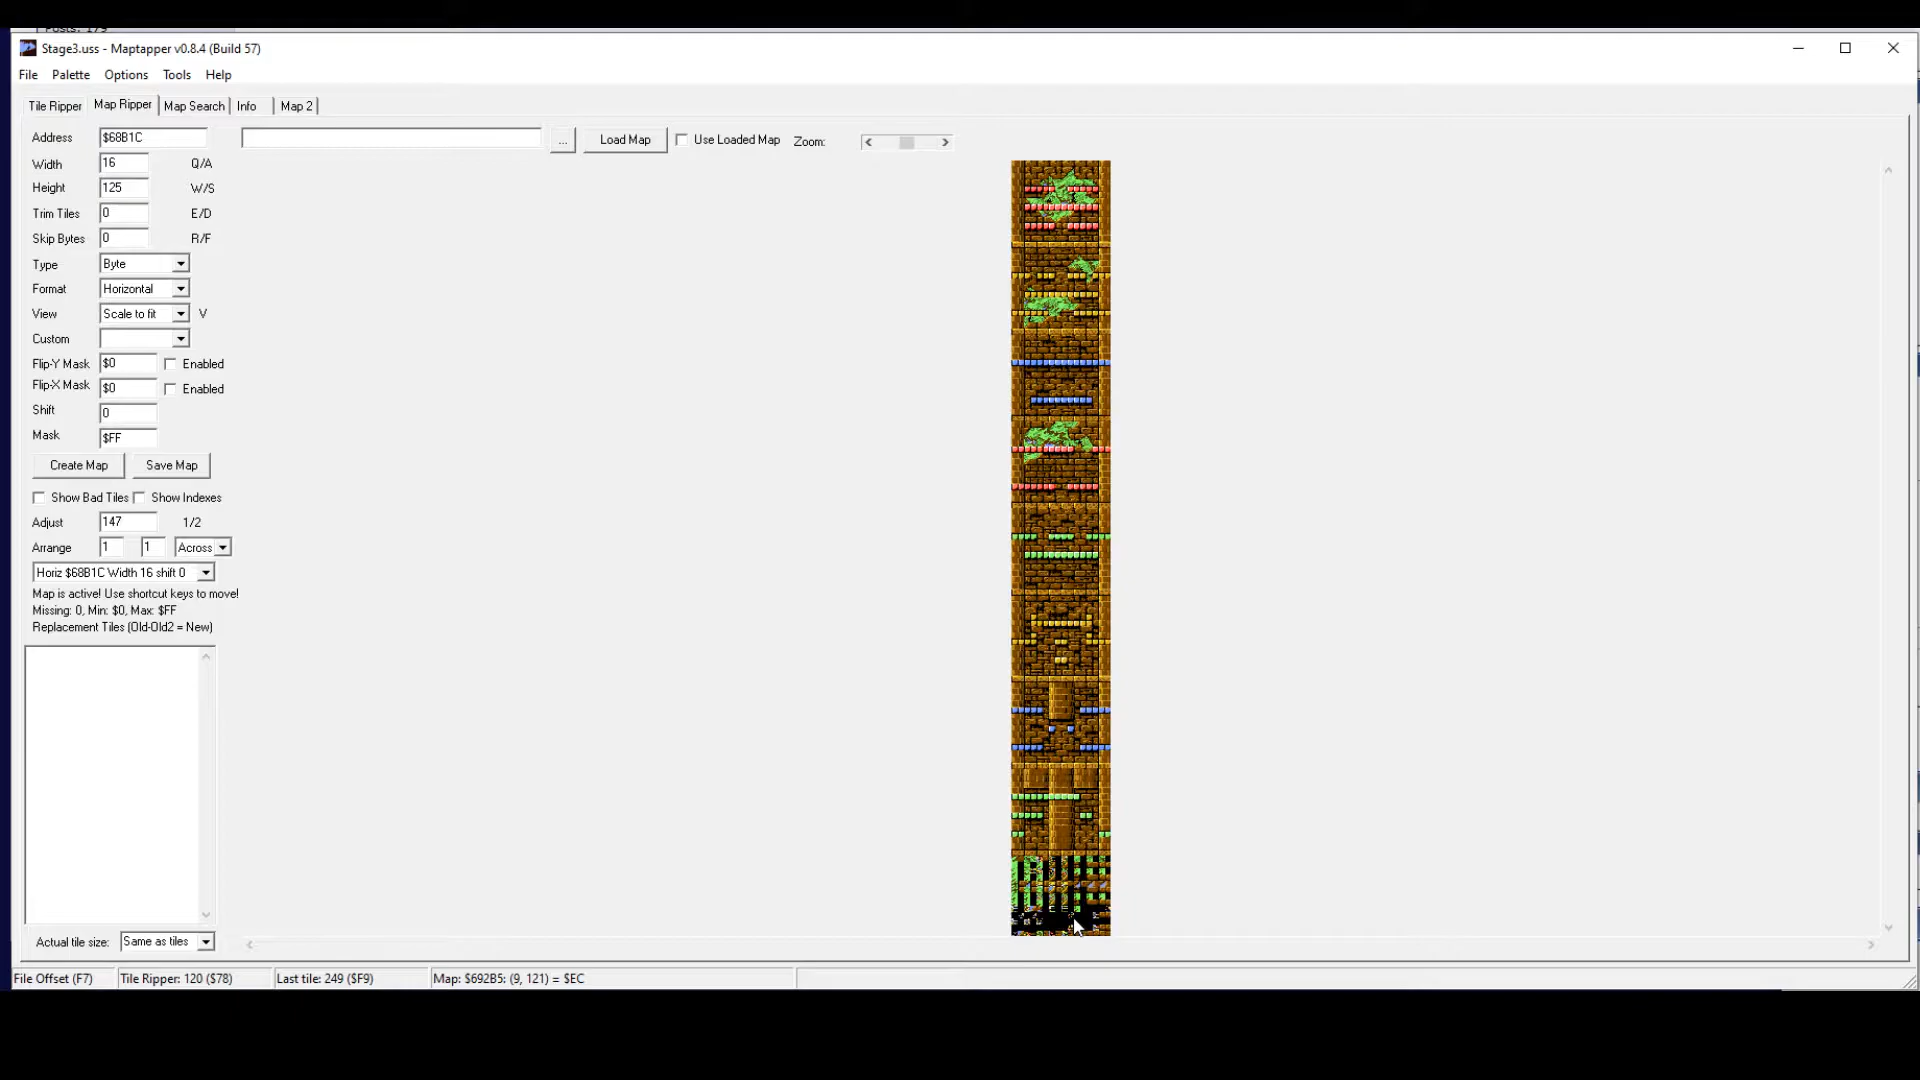 Posts: 179
Stage3.uss - Maptapper v0.8.4 (Build 57)
File Palette Options Tools Help
Tile Ripper Map Ripper Map Search Info Map 2
Address $68B1C ... Load Map Use Loaded Map Zoom:
Width 16 Q/A
Height 125 W/S
Trim Tiles 0 E/D
Skip Bytes 0 R/F
Type Byte
Format Horizontal
View Scale to fit V
Custom
Flip-Y Mask $0 Enabled
Flip-X Mask $0 Enabled
Shift 0
Mask $FF
Create Map Save Map
Show Bad Tiles Show Indexes
Adjust 147 1/2
Arrange 1 1 Across
Horiz $68B1C Width 16 shift 0
Map is active! Use shortcut keys to move!
Missing: 0, Min: $0, Max: $FF
Replacement Tiles (Old-Old2 = New)
Actual tile size: Same as tiles
File Offset (F7) Tile Ripper: 120 ($78) Last tile: 249 ($F9) Map: $692B5: (9, 121) = $EC